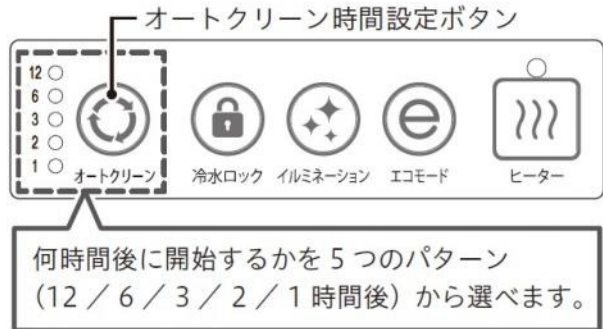 オートクリーン時間設定ボタン
12
6
3
2
1
オートクリーン
冷水ロック
イルミネーション
エコモード
ヒーター
何時間後に開始するかを5つのパターン
（12／6／3／2／1時間後）から選べます。